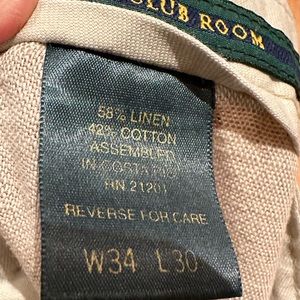 CLUB ROOM
58% LINEN
42% COTTON
ASSEMBLED
IN COSTA RICA
RN 21201
REVERSE FOR CARE
W34 L30